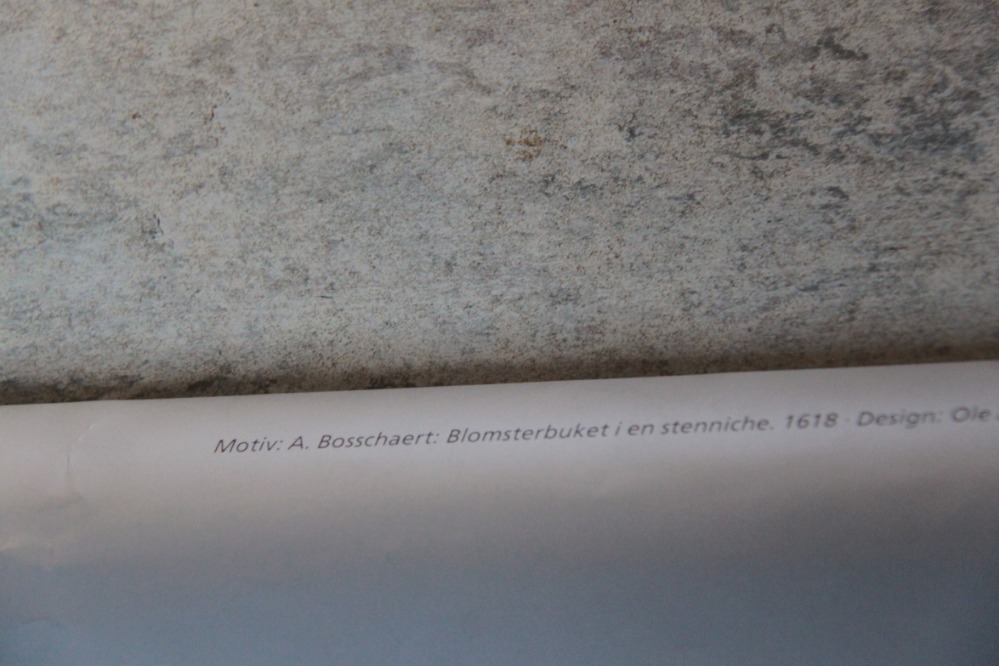 Motiv: A. Bosschaert: Blomsterbuket i en stenniche. 1618 · Design: Ole